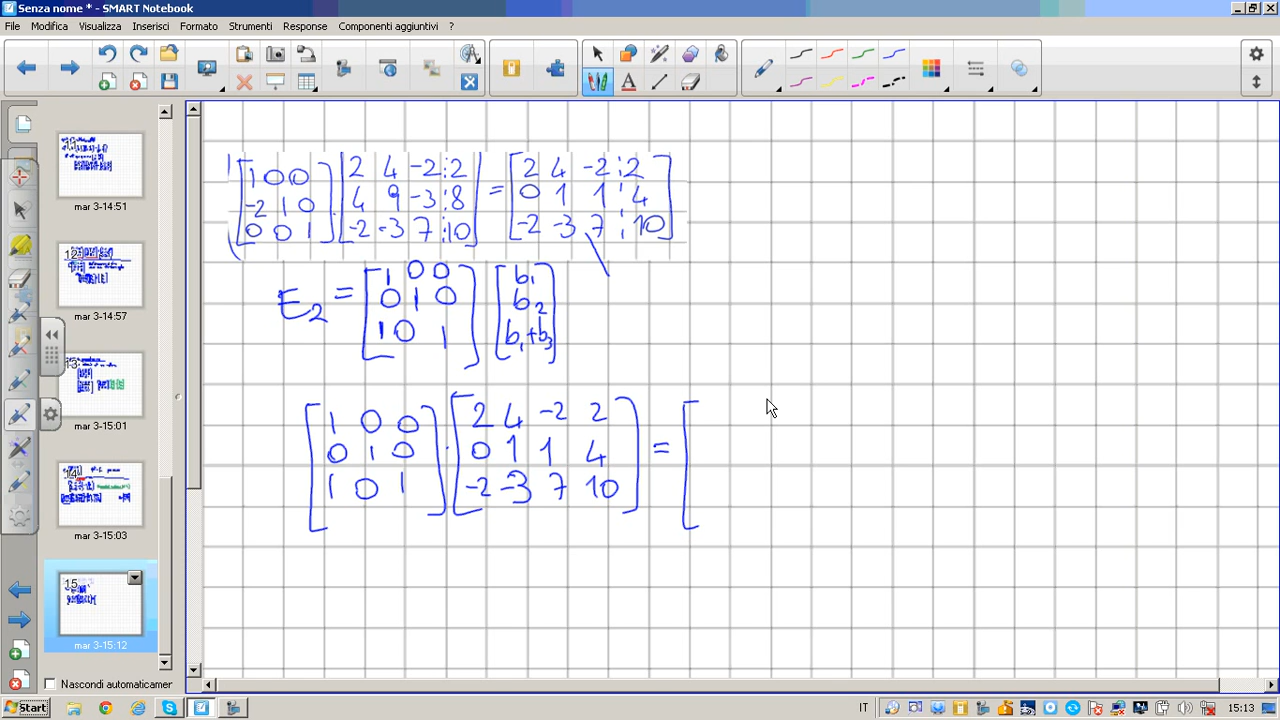 Senza nome * - SMART Notebook
File Modifica Visualizza Inserisci Formato Strumenti Response Componenti aggiuntivi ?
mar 3-14:51
12
mar 3-14:57
13
mar 3-15:01
14
mar 3-15:03
15
mar 3-15:12
Nascondi automaticamer
[1 0 0] [2 4 -2 ⋮ 2] = [2 4 -2 ⋮ 2]
[-2 1 0] · [4 9 -3 ⋮ 8] [0 1 1 ⋮ 4]
[0 0 1] [-2 -3 7 ⋮ 10] [-2 -3 7 ⋮ 10]
E2 = [1 0 0] [b1]
[0 1 0] [b2]
[1 0 1] [b1+b3]
[1 0 0] [2 4 -2 2]
[0 1 0] · [0 1 1 4] = [
[1 0 1] [-2 -3 7 10]
Start IT 15:13